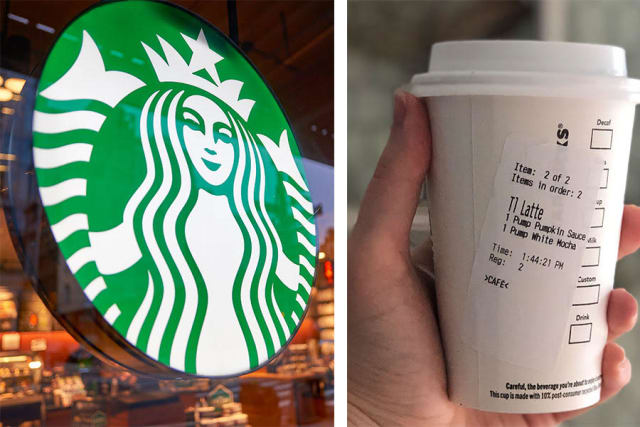 Decaf
Item: 2 of 2
Items in order: 2
Tl Latte
1 Pump Pumpkin Sauce
1 Pump White Mocha
Time: 1:44:21 PM
Reg: 2
>CAFE<
Custom
Drink
Careful, the beverage you're about to
This cup is made with 10% post-consumer recycled